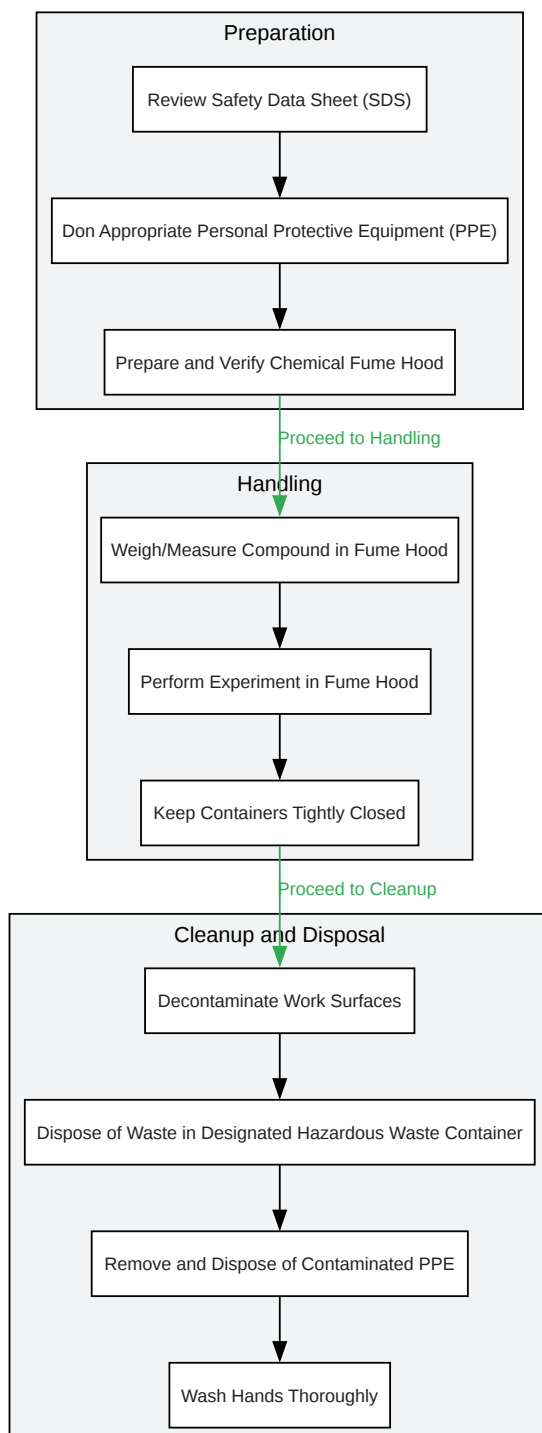 Preparation
Review Safety Data Sheet (SDS)
Don Appropriate Personal Protective Equipment (PPE)
Prepare and Verify Chemical Fume Hood
Proceed to Handling
Handling
Weigh/Measure Compound in Fume Hood
Perform Experiment in Fume Hood
Keep Containers Tightly Closed
Proceed to Cleanup
Cleanup and Disposal
Decontaminate Work Surfaces
Dispose of Waste in Designated Hazardous Waste Container
Remove and Dispose of Contaminated PPE
Wash Hands Thoroughly